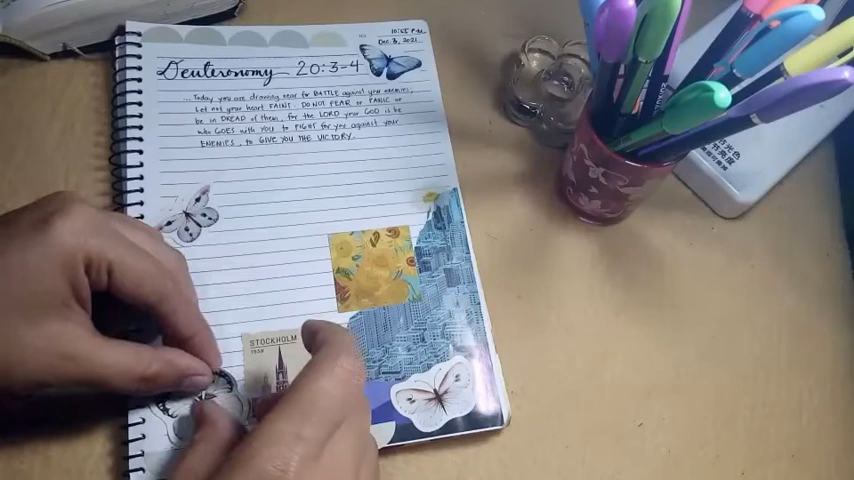 10:55 P.M.
Dec. 3, 2021
Deuteronomy 20:3-4
... Today you are drawing near for BATTLE against your enemies,
Let not your heart FAINT. DO NOT FEAR or PANIC or
be in DREAD of them, for the LORD your GOD is he
who GOES with YOU to FIGHT for you against your
ENEMIES, to GIVE YOU THE VICTORY.
STOCKHOLM